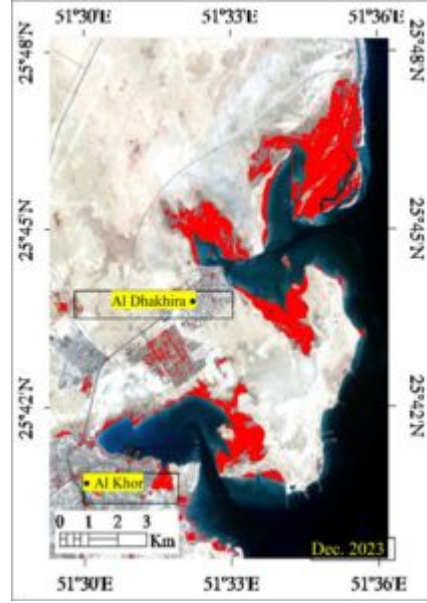 51°30'E 51°33'E 51°36'E
25°48'N 25°48'N
25°45'N 25°45'N
Al Dhakhira
25°42'N 25°42'N
Al Khor
0 1 2 3
Km
Dec. 2023
51°30'E 51°33'E 51°36'E